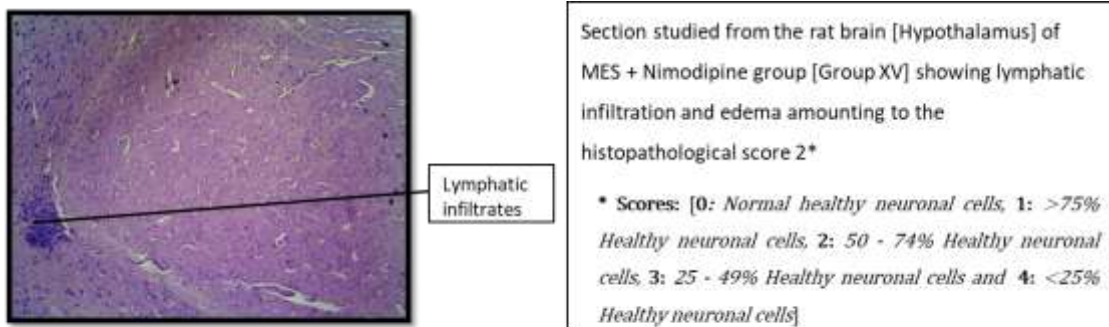 Lymphatic
infiltrates
Section studied from the rat brain [Hypothalamus] of
MES + Nimodipine group [Group XV] showing lymphatic
infiltration and edema amounting to the
histopathological score 2*
* Scores: [0: Normal healthy neuronal cells, 1: >75%
Healthy neuronal cells, 2: 50 - 74% Healthy neuronal
cells, 3: 25 - 49% Healthy neuronal cells and 4: <25%
Healthy neuronal cells]